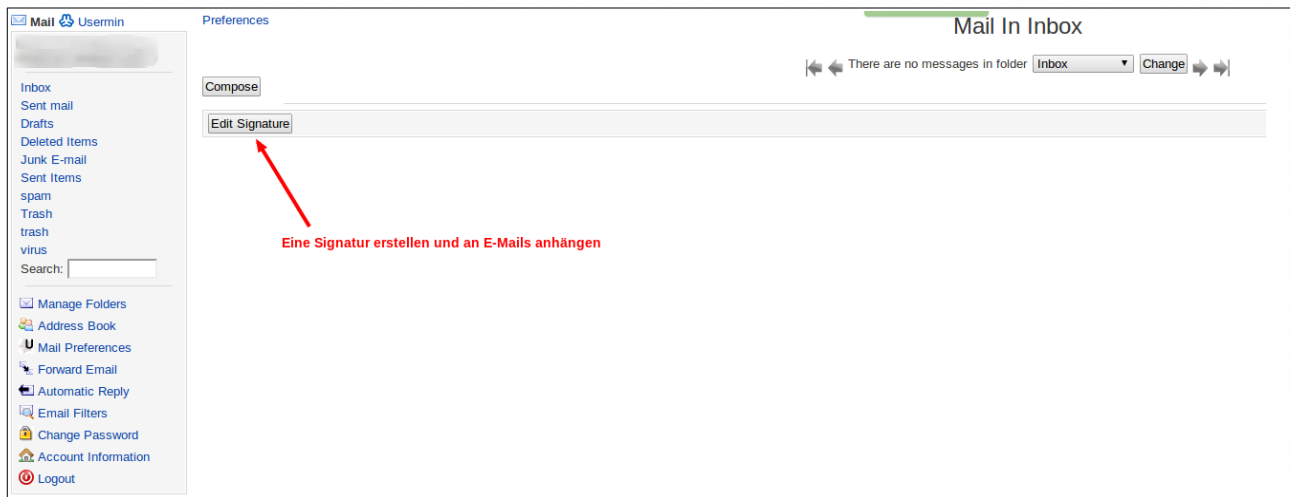 Mail Usermin
Preferences
Mail In Inbox
There are no messages in folder Inbox Change
Compose
Edit Signature
Eine Signatur erstellen und an E-Mails anhängen
Inbox
Sent mail
Drafts
Deleted Items
Junk E-mail
Sent Items
spam
Trash
trash
virus
Search:
Manage Folders
Address Book
Mail Preferences
Forward Email
Automatic Reply
Email Filters
Change Password
Account Information
Logout